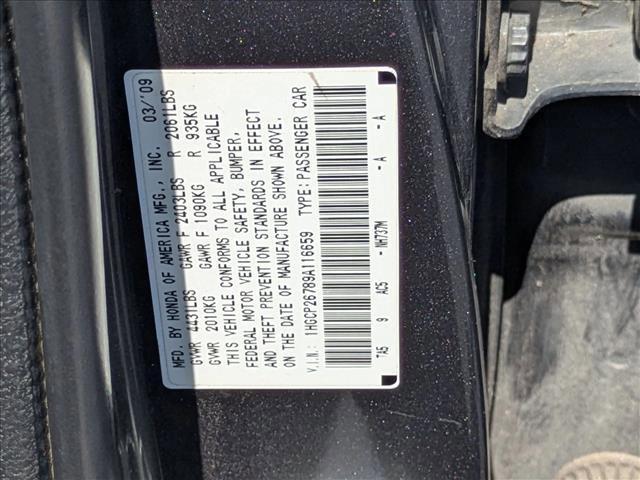 MFD. BY HONDA OF AMERICA MFG., INC. 03/'09
GVWR 4431LBS GAWR F 2403LBS R 2061LBS
GVWR 2010KG GAWR F 1090KG R 935KG
THIS VEHICLE CONFORMS TO ALL APPLICABLE
FEDERAL MOTOR VEHICLE SAFETY, BUMPER,
AND THEFT PREVENTION STANDARDS IN EFFECT
ON THE DATE OF MANUFACTURE SHOWN ABOVE.
V.I.N.: 1HGCP26789A116659 TYPE:PASSENGER CAR
TA5 9 AC5 - NH737M - A - A